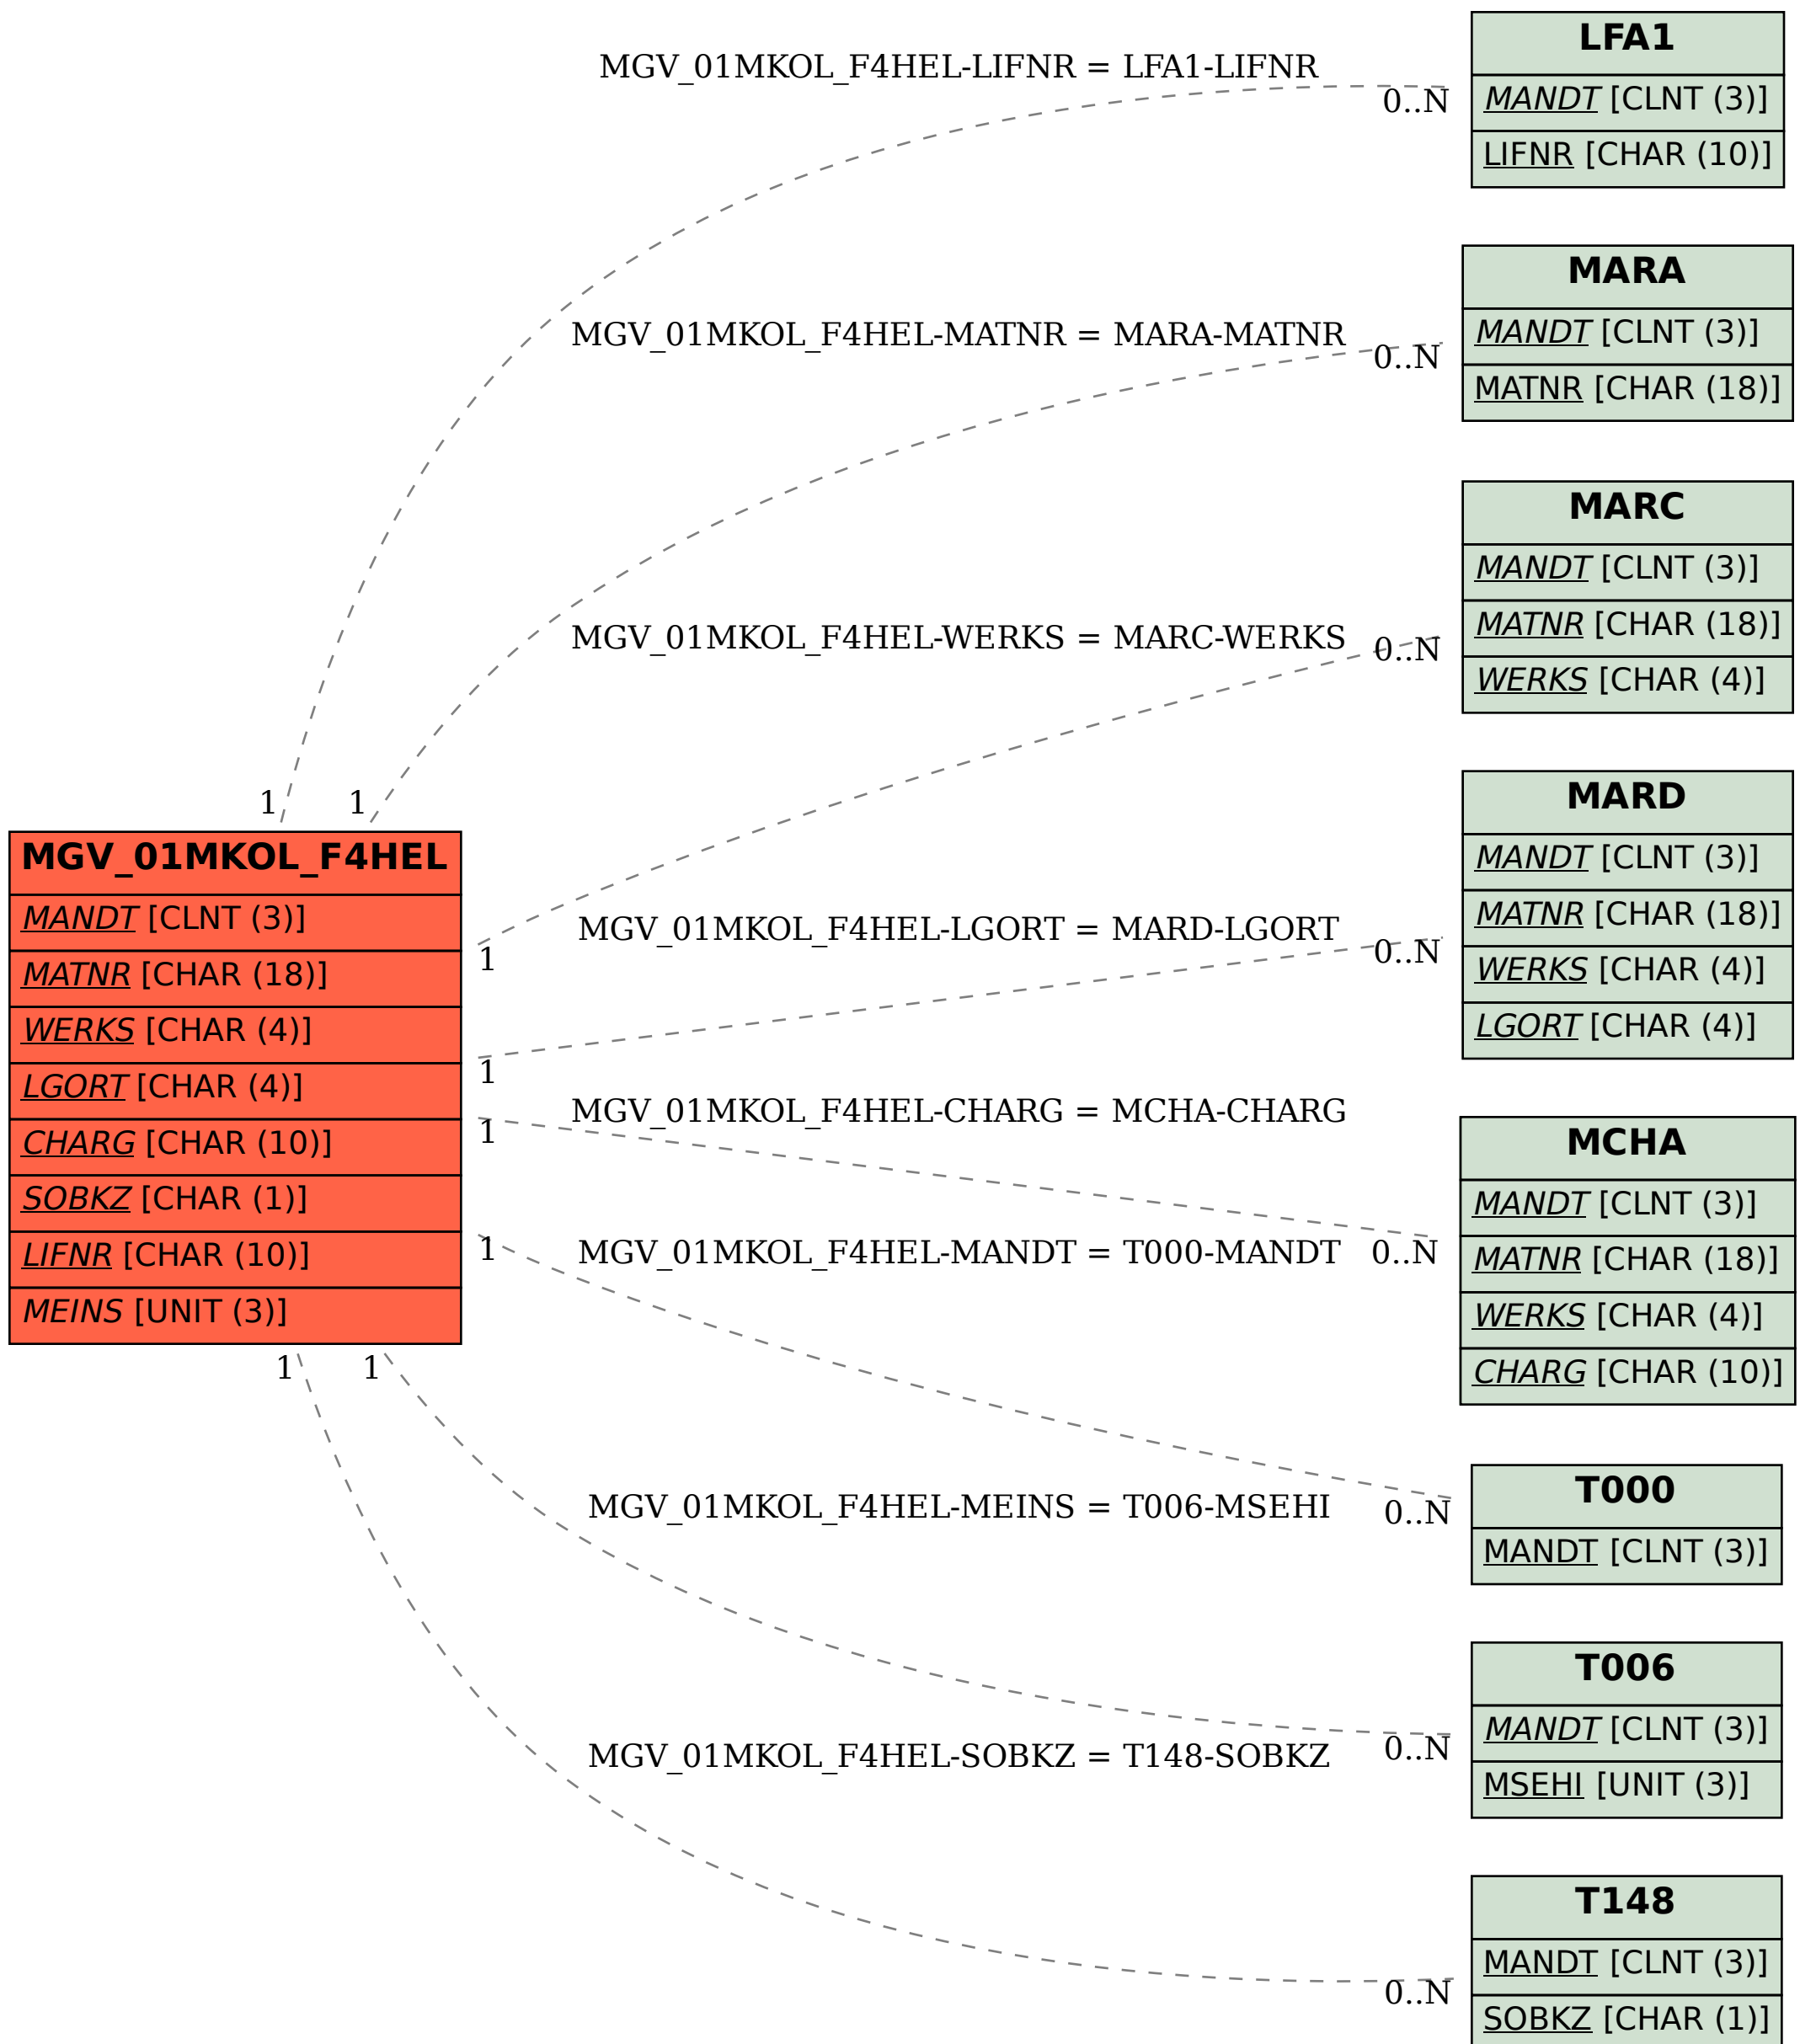 LFA1
MGV_01MKOL_F4HEL-LIFNR = LFA1-LIFNR
MANDT [CLNT (3)]
0..N
LIFNR [CHAR (10)]
MARA
MGV_01MKOL_F4HEL-MATNR = MARA-MATNR
MANDT [CLNT (3)]
0..N
MATNR [CHAR (18)]
MARC
MANDT [CLNT (3)]
MGV_01MKOL_F4HEL-WERKS = MARC-WERKS
0..N
MATNR [CHAR (18)]
WERKS [CHAR (4)]
MARD
1
1
MGV_01MKOL_F4HEL
MANDT [CLNT (3)]
MATNR [CHAR (18)]
WERKS [CHAR (4)]
LGORT [CHAR (4)]
CHARG [CHAR (10)]
SOBKZ [CHAR (1)]
LIFNR [CHAR (10)]
MEINS [UNIT (3)]
MANDT [CLNT (3)]
MATNR [CHAR (18)]
WERKS [CHAR (4)]
LGORT [CHAR (4)]
MGV_01MKOL_F4HEL-LGORT = MARD-LGORT
0..N
1
1
MGV_01MKOL_F4HEL-CHARG = MCHA-CHARG
1
MCHA
MANDT [CLNT (3)]
MATNR [CHAR (18)]
WERKS [CHAR (4)]
CHARG [CHAR (10)]
1
MGV_01MKOL_F4HEL-MANDT = T000-MANDT
0..N
1
1
T000
MANDT [CLNT (3)]
MGV_01MKOL_F4HEL-MEINS = T006-MSEHI
0..N
T006
MANDT [CLNT (3)]
MSEHI [UNIT (3)]
MGV_01MKOL_F4HEL-SOBKZ = T148-SOBKZ
0..N
T148
MANDT [CLNT (3)]
SOBKZ [CHAR (1)]
0..N